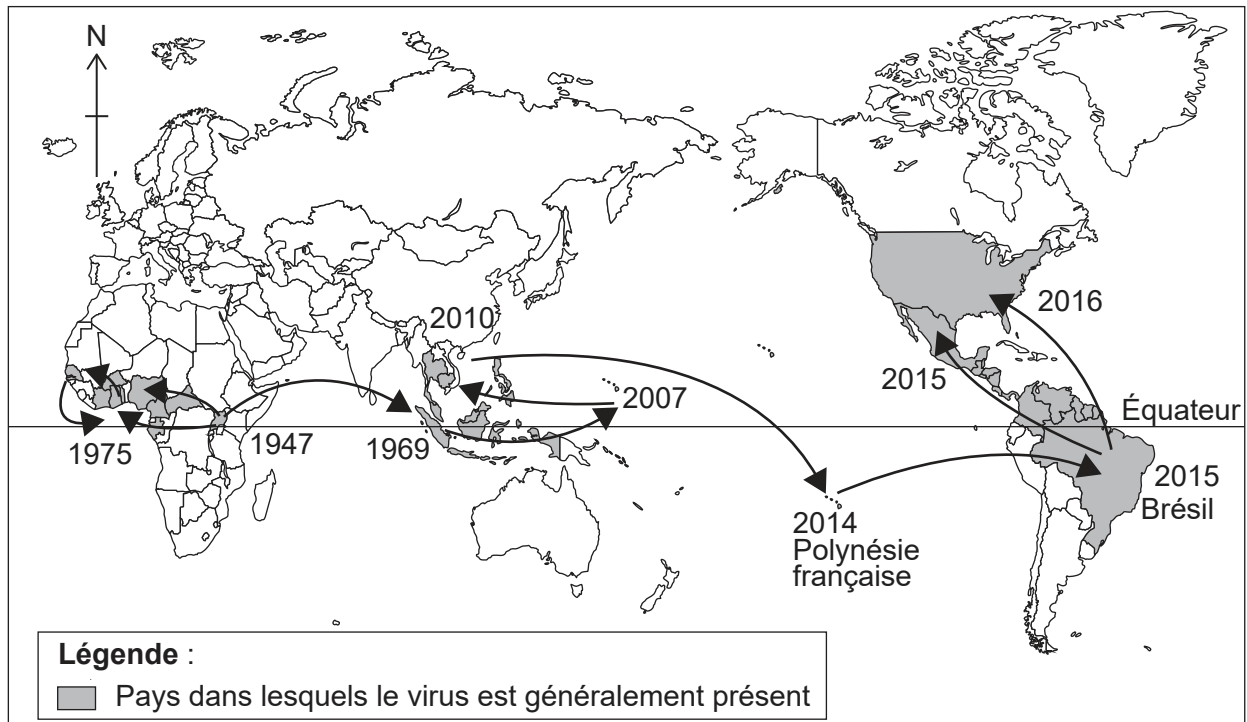 N
2010
2016
2015
2007
Équateur
1975
1947
1969
2015
Brésil
2014
Polynésie
française
Légende :
Pays dans lesquels le virus est généralement présent